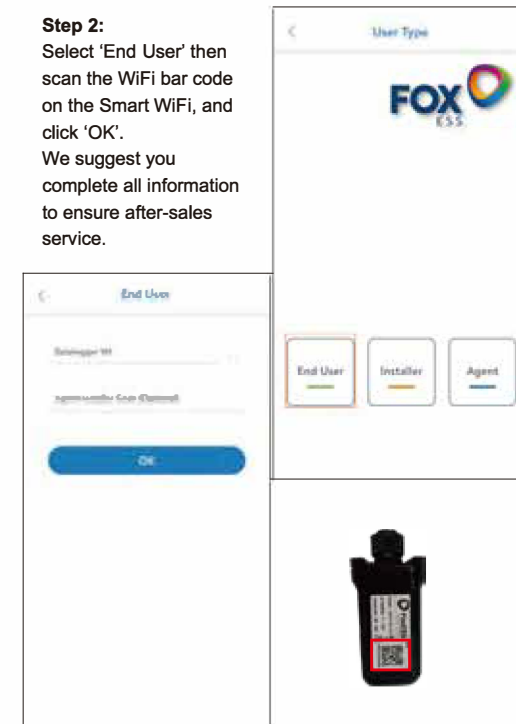 Step 2:
Select ‘End User’ then
scan the WiFi bar code
on the Smart WiFi, and
click ‘OK’.
We suggest you
complete all information
to ensure after-sales
service.
User Type
FOX
ESS
End User
Installer
Agent
End User
Code (Optional)
OK